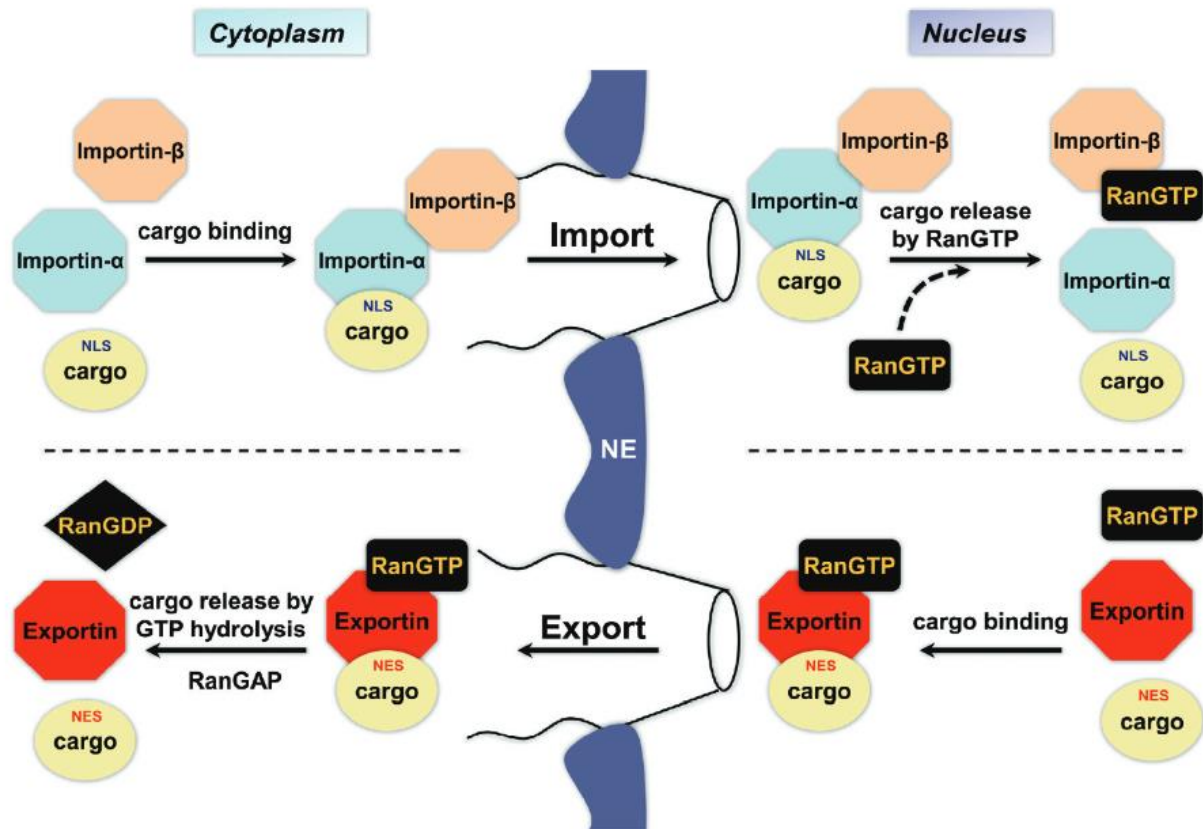 Cytoplasm
Nucleus
Importin-β
Importin-α
NLS
cargo
cargo binding
Importin-β
Importin-α
NLS
cargo
Import
Importin-β
Importin-α
NLS
cargo
cargo release
by RanGTP
RanGTP
Importin-β
RanGTP
Importin-α
NLS
cargo
NE
RanGDP
Exportin
NES
cargo
cargo release by
GTP hydrolysis
RanGAP
RanGTP
Exportin
NES
cargo
Export
RanGTP
Exportin
NES
cargo
cargo binding
RanGTP
Exportin
NES
cargo